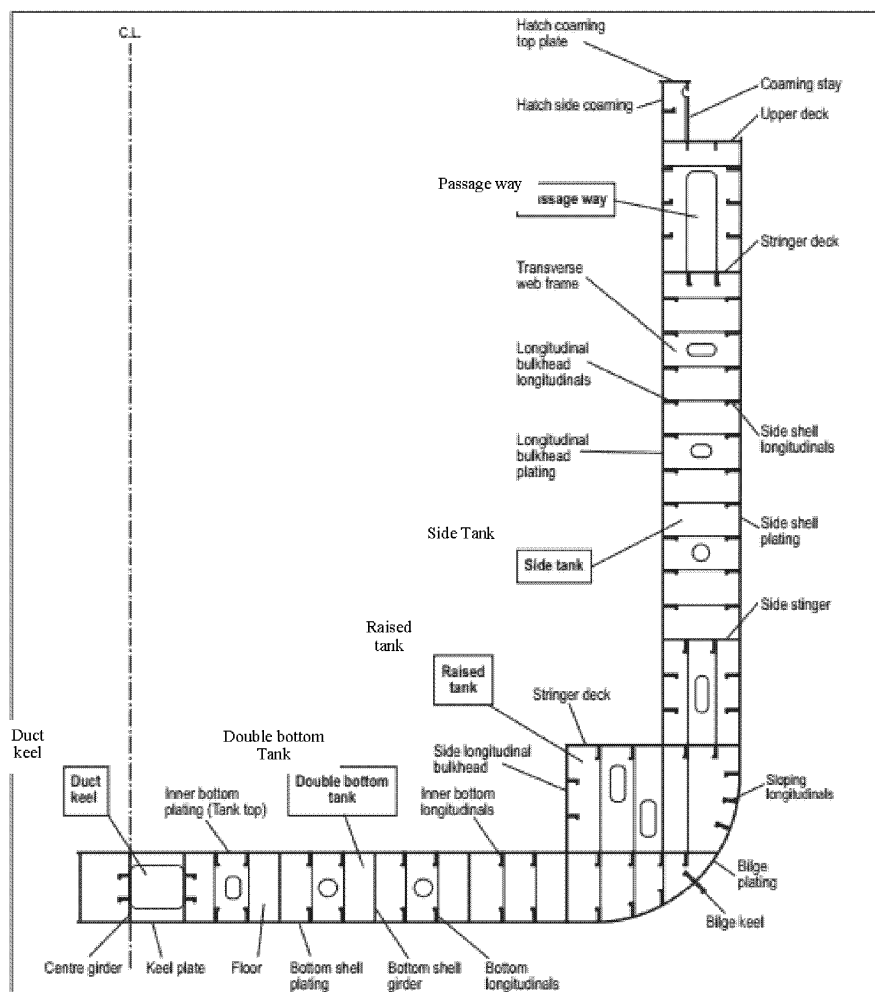 C.L.
Hatch coaming
top plate
Coaming stay
Hatch side coaming
Upper deck
Passage way
ssage way
Stringer deck
Transverse
web frame
Longitudinal
bulkhead
longitudinals
Side shell
longitudinals
Longitudinal
bulkhead
plating
Side shell
plating
Side Tank
Side tank
Side stinger
Raised
tank
Raised
tank
Stringer deck
Duct
keel
Double bottom
Tank
Side longitudinal
bulkhead
Sloping
longitudinals
Duct
keel
Inner bottom
plating (Tank top)
Double bottom
tank
Inner bottom
longitudinals
Bilge
plating
Bilge keel
Centre girder
Keel plate
Floor
Bottom shell
plating
Bottom shell
girder
Bottom
longitudinals